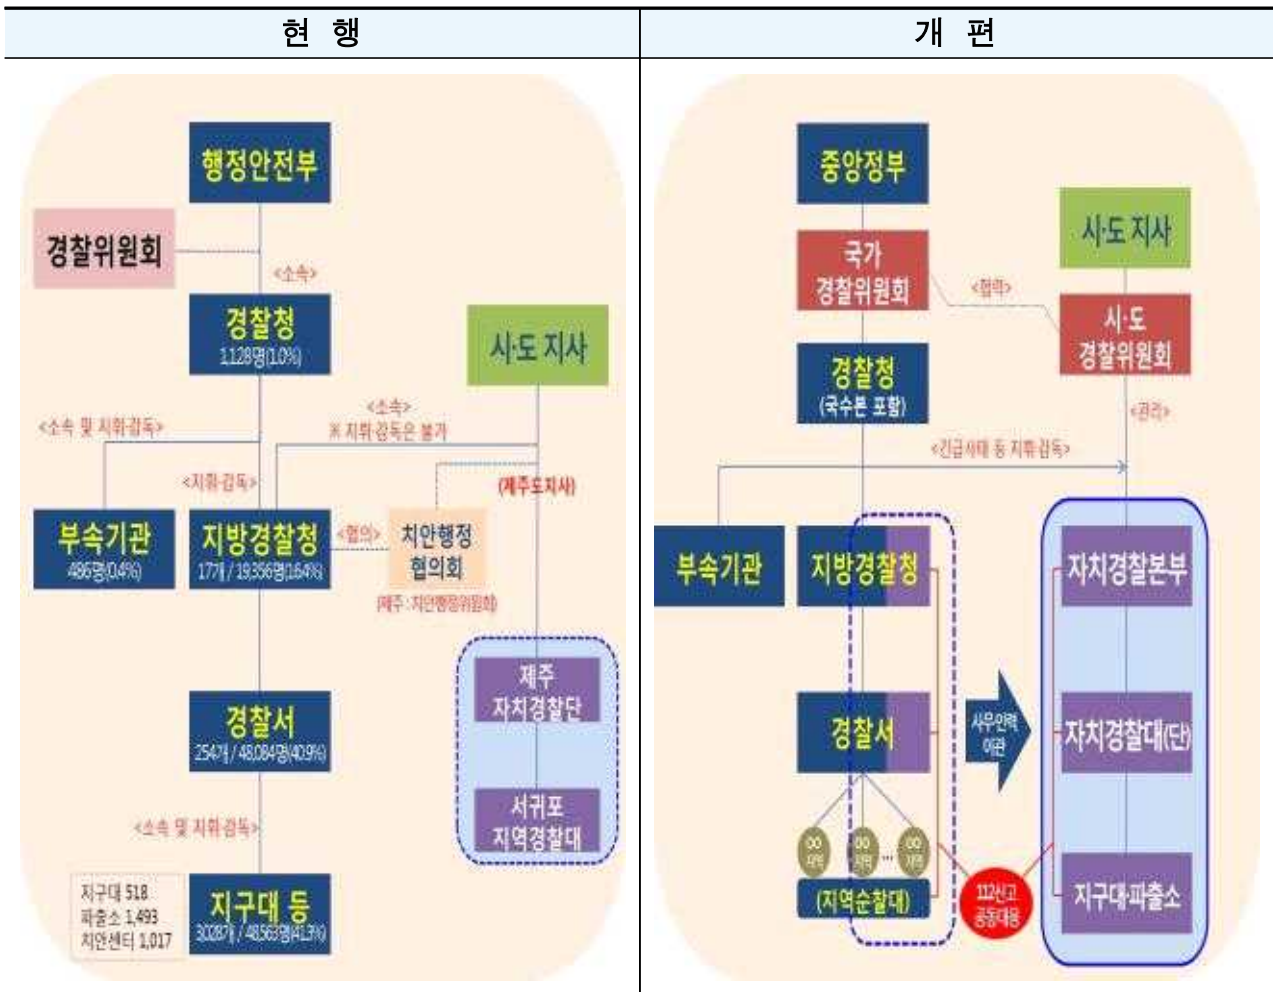 현 행
행정안전부
경찰위원회
<소속>
경찰청
1,128명(1.0%)
시·도 지사
<소속>
※ 지휘·감독은 불가
<소속 및 지휘·감독>
<지휘·감독>
(제주도지사)
부속기관
486명(0.4%)
지방경찰청
17개 / 19,356명(16.4%)
<협의>
치안행정
협의회
(제주 : 치안행정위원회)
제주
자치경찰단
경찰서
254개 / 48,084명(40.9%)
서귀포
지역경찰대
<소속 및 지휘·감독>
지구대 518
파출소 1,493
치안센터 1,017
지구대 등
3,028개 / 48,563명(41.3%)
개 편
중앙정부
시·도 지사
국가
경찰위원회
<협력>
시·도
경찰위원회
경찰청
(국수본 포함)
<관리>
<긴급사태 등 지휘·감독>
부속기관
지방경찰청
자치경찰본부
경찰서
사무·인력
이관
자치경찰대(단)
OO
지역
OO
지역
...
OO
지역
(지역순찰대)
112신고
공동대응
지구대·파출소